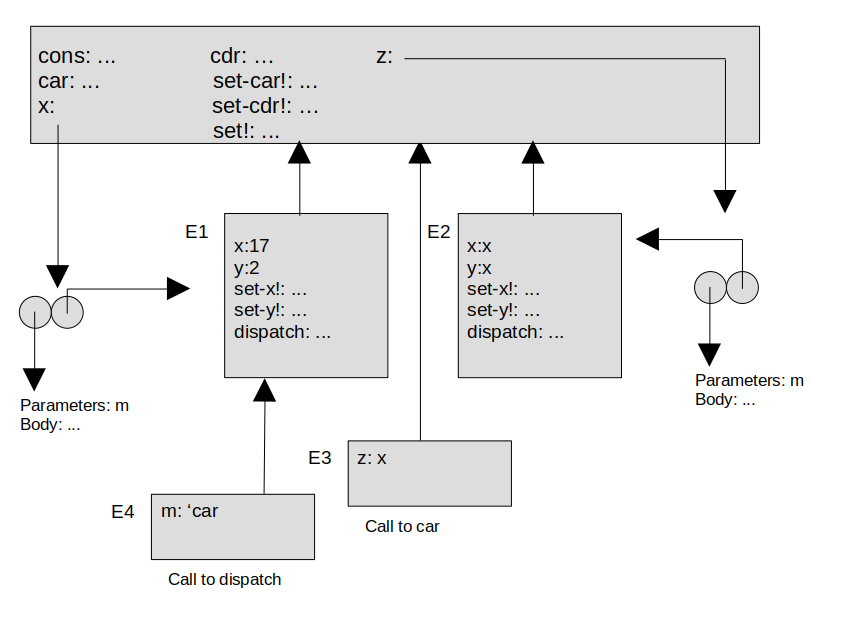 cons: ... cdr: ... z:
car: ... set-car!: ...
x: set-cdr!: ...
set!: ...
E1
x:17
y:2
set-x!: ...
set-y!: ...
dispatch: ...
E2
x:x
y:x
set-x!: ...
set-y!: ...
dispatch: ...
Parameters: m
Body: ...
Parameters: m
Body: ...
E3
z: x
Call to car
E4
m: ‘car
Call to dispatch